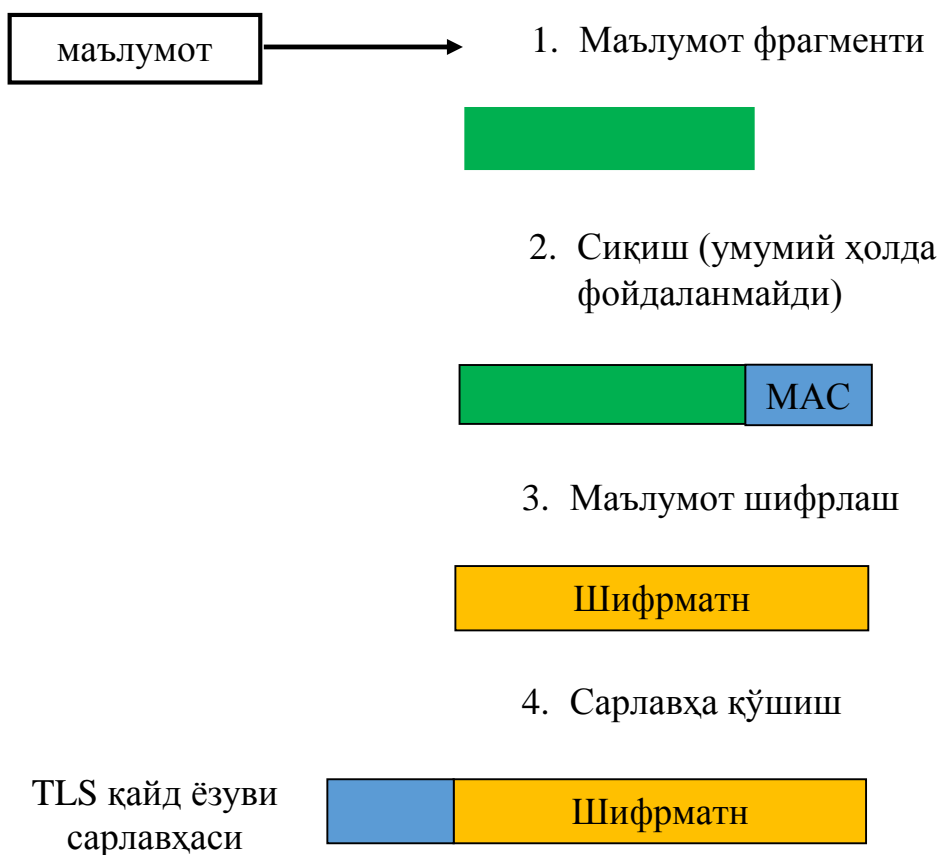 маълумот
1. Маълумот фрагменти
2. Сиқиш (умумий ҳолда
фойдаланмайди)
MAC
3. Маълумот шифрлаш
Шифрматн
4. Сарлавҳа қўшиш
TLS қайд ёзуви
сарлавҳаси
Шифрматн